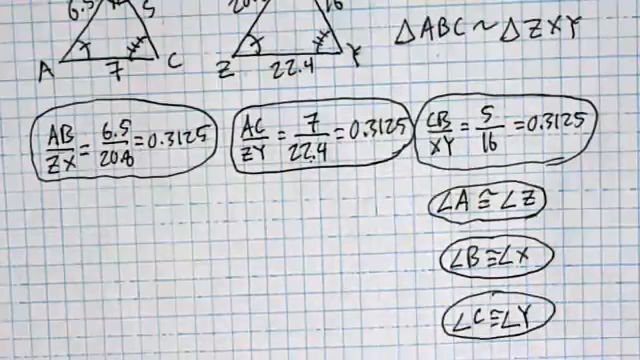 6.5 5
20.8 16
△ABC ~ △ZXY
A 7 C
Z 22.4 Y
AB/ZX = 6.5/20.8 = 0.3125
AC/ZY = 7/22.4 = 0.3125
CB/XY = 5/16 = 0.3125
∠A ≅ ∠Z
∠B ≅ ∠X
∠C ≅ ∠Y